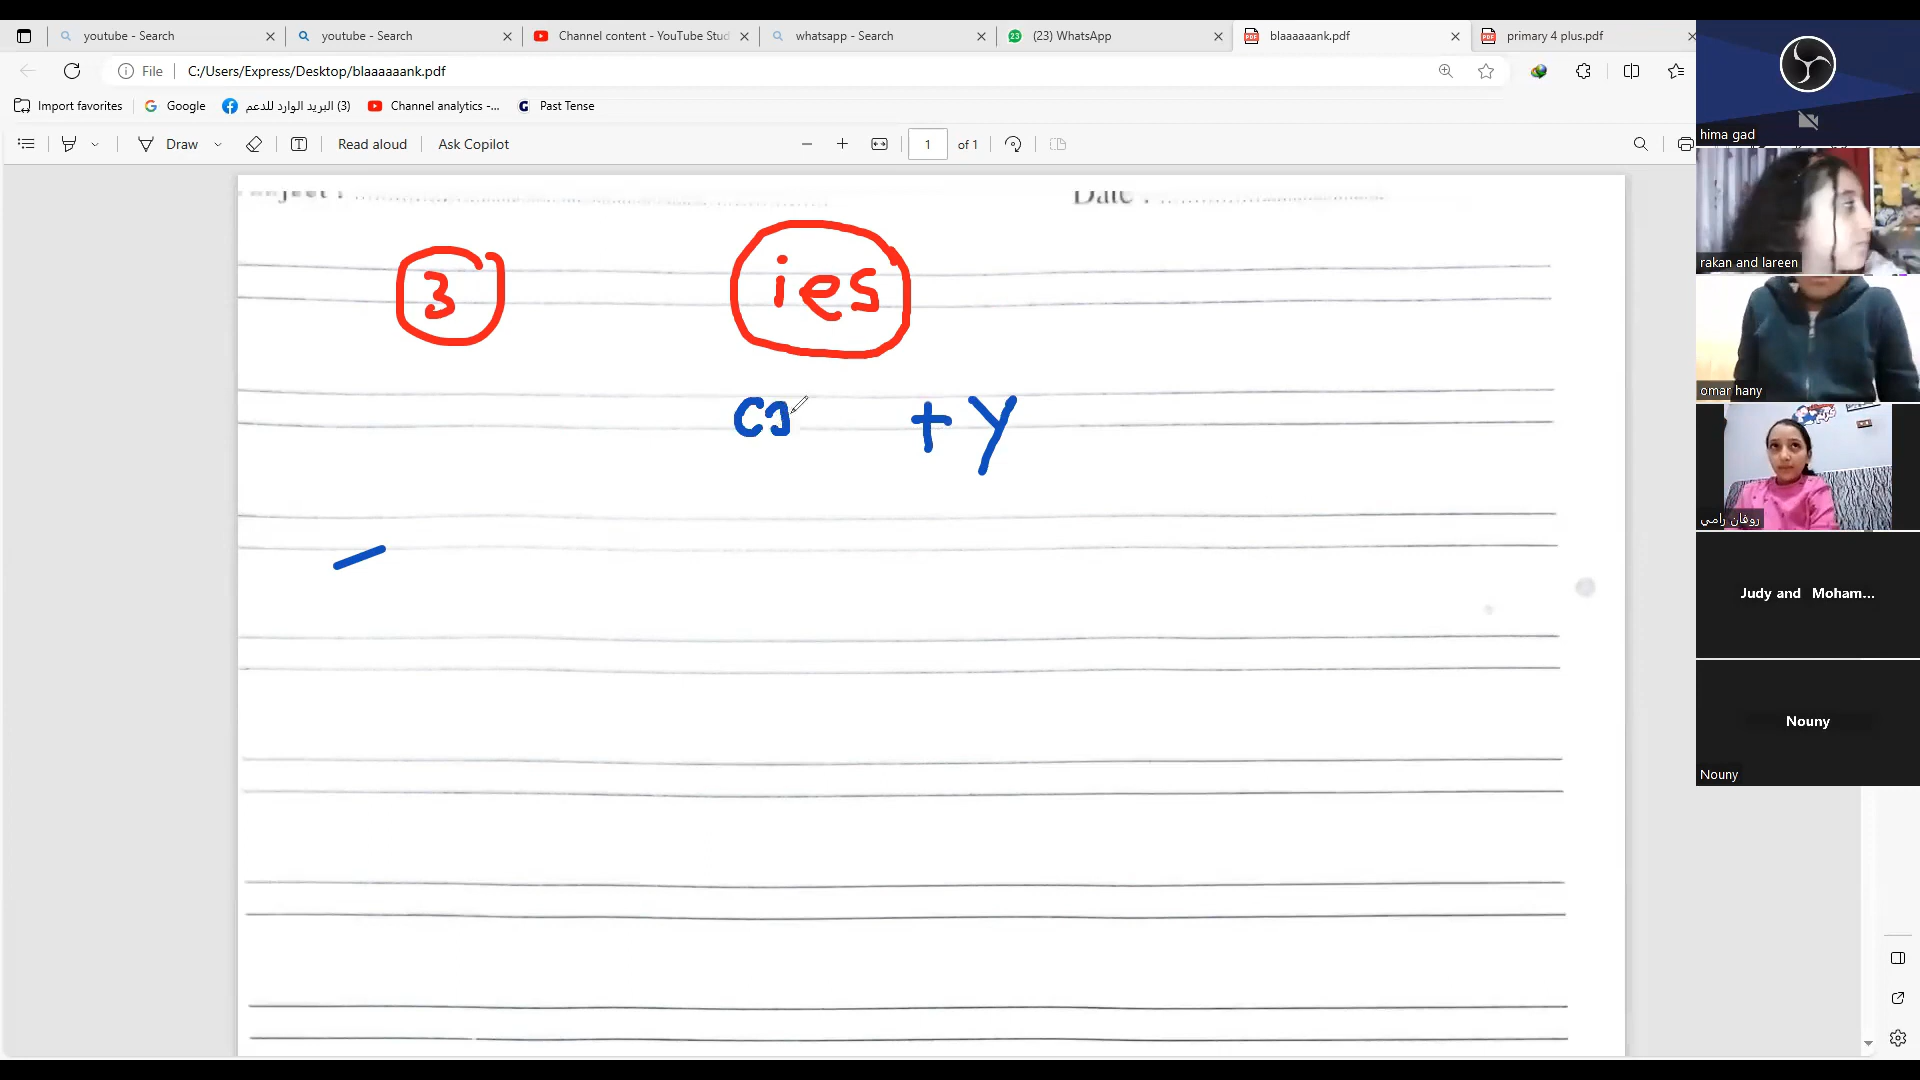 youtube - Search
youtube - Search
Channel content - YouTube Stud
whatsapp - Search
(23) WhatsApp
blaaaaaank.pdf
primary 4 plus.pdf
File
C:/Users/Express/Desktop/blaaaaaank.pdf
Import favorites
Google
(3) البريد الوارد للدعم
Channel analytics -...
Past Tense
Draw
Read aloud
Ask Copilot
1 of 1
Date :
3
ies
+ y
hima gad
rakan and lareen
omar hany
روفان رامي
Judy and Moham...
Nouny
Nouny